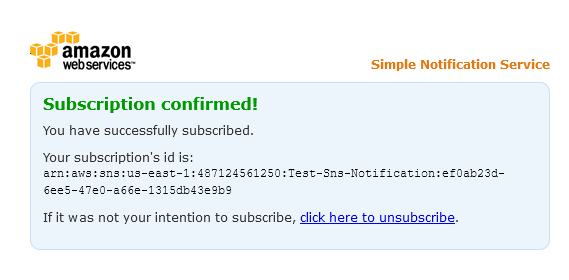 amazon
webservices™
Simple Notification Service
Subscription confirmed!
You have successfully subscribed.
Your subscription's id is:
arn:aws:sns:us-east-1:487124561250:Test-Sns-Notification:ef0ab23d-
6ee5-47e0-a66e-1315db43e9b9
If it was not your intention to subscribe, click here to unsubscribe.